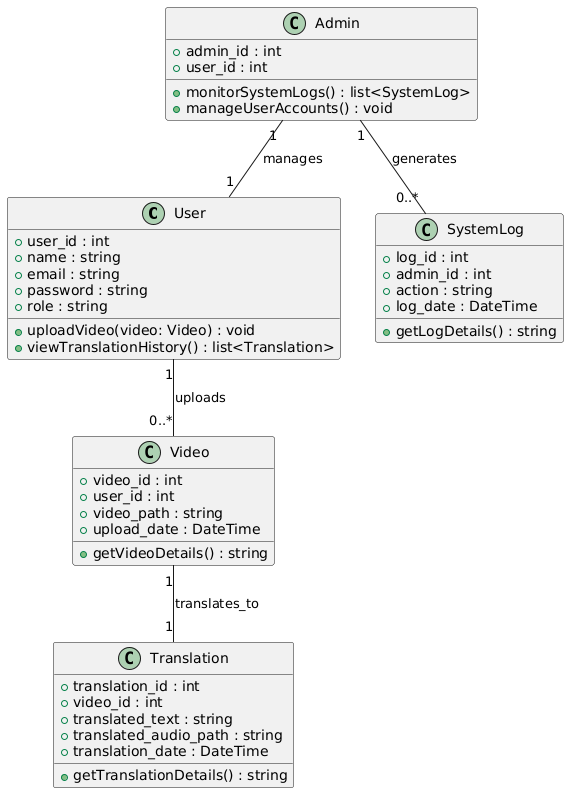 C Admin
admin_id : int
user_id : int
monitorSystemLogs() : list<SystemLog>
manageUserAccounts() : void
1 1
manages generates
1 0..*
C User
user_id : int
name : string
email : string
password : string
role : string
uploadVideo(video: Video) : void
viewTranslationHistory() : list<Translation>
C SystemLog
log_id : int
admin_id : int
action : string
log_date : DateTime
getLogDetails() : string
1
uploads
0..*
C Video
video_id : int
user_id : int
video_path : string
upload_date : DateTime
getVideoDetails() : string
1
translates_to
1
C Translation
translation_id : int
video_id : int
translated_text : string
translated_audio_path : string
translation_date : DateTime
getTranslationDetails() : string